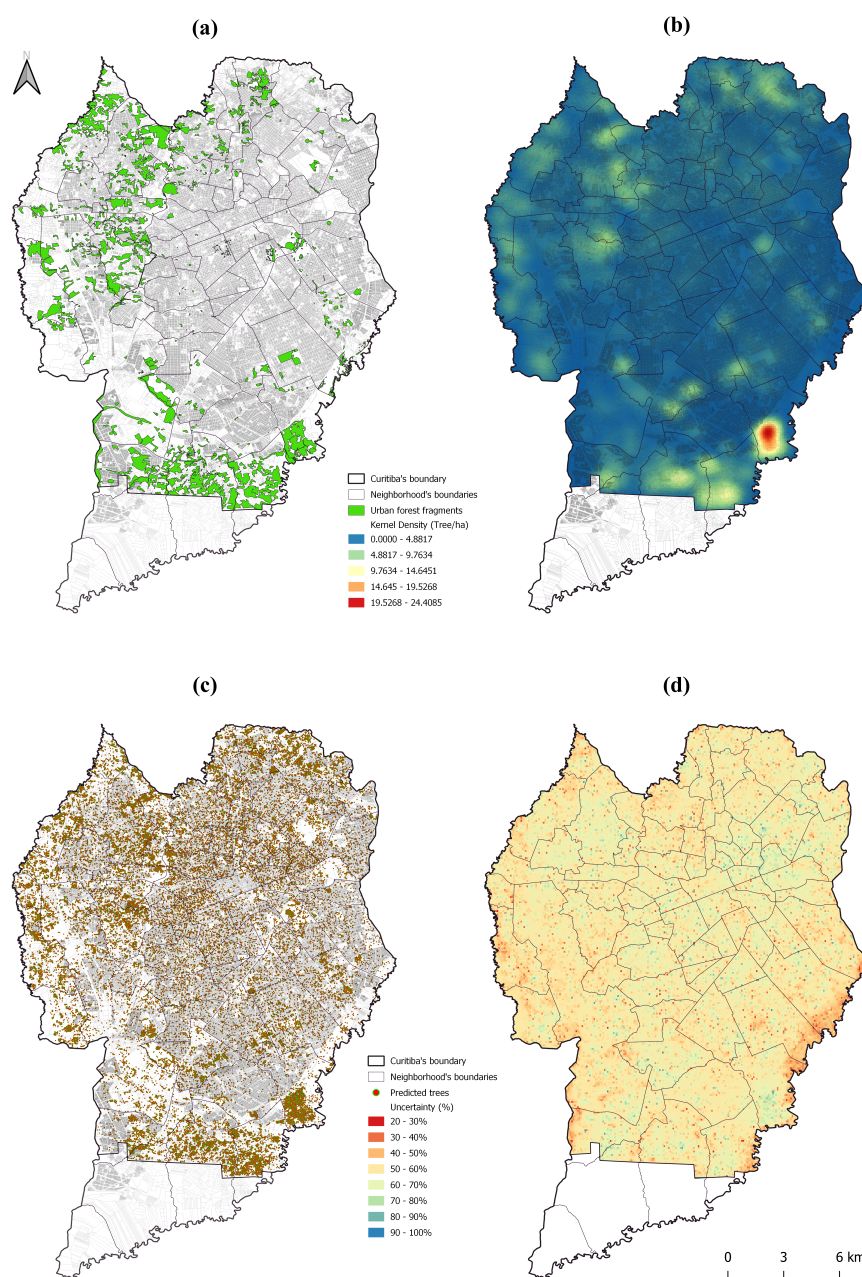 (a)
(b)
N
Curitiba's boundary
Neighborhood's boundaries
Urban forest fragments
Kernel Density (Tree/ha)
0.0000 - 4.8817
4.8817 - 9.7634
9.7634 - 14.6451
14.645 - 19.5268
19.5268 - 24.4085
(c)
(d)
Curitiba's boundary
Neighborhood's boundaries
Predicted trees
Uncertainty (%)
20 - 30%
30 - 40%
40 - 50%
50 - 60%
60 - 70%
70 - 80%
80 - 90%
90 - 100%
0 3 6 km